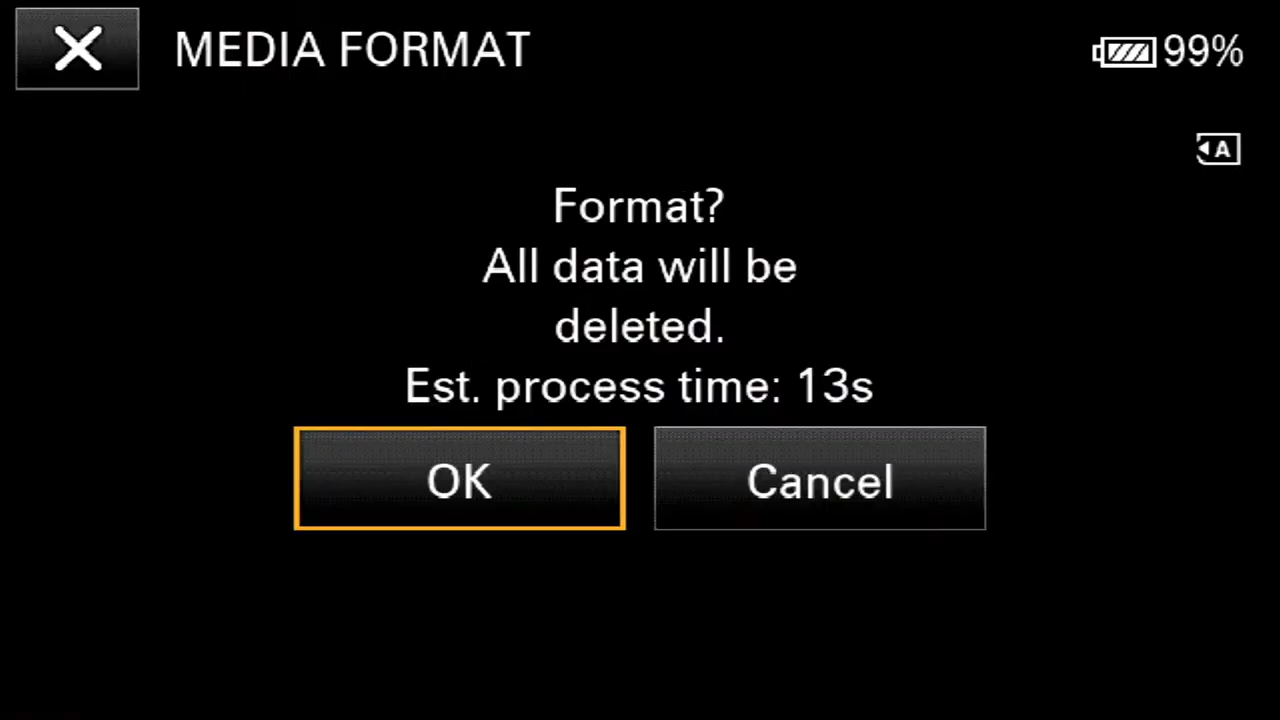 MEDIA FORMAT
99%
A
Format?
All data will be
deleted.
Est. process time: 13s
OK
Cancel